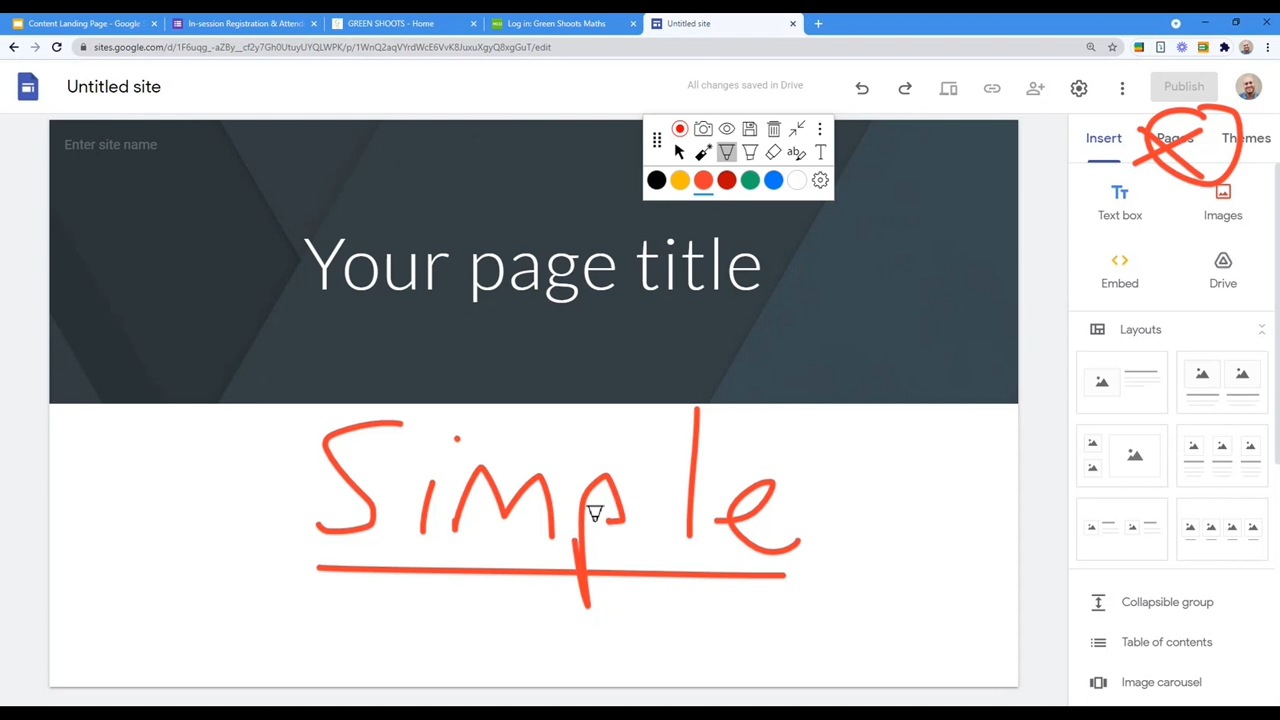 Content Landing Page - Google S
In-session Registration & Attend
GREEN SHOOTS - Home
Log in: Green Shoots Maths
Untitled site
sites.google.com/d/1F6uqg_-aZBy__cf2y7Gh0UtuyUYQLWPK/p/1WnQ2aqVYrdWcE6VvK8JuxuXgyQ8xgGuT/edit
Untitled site
All changes saved in Drive
Publish
Enter site name
Insert
Pages
Themes
Your page title
Text box
Images
Embed
Drive
Layouts
Simple
Collapsible group
Table of contents
Image carousel